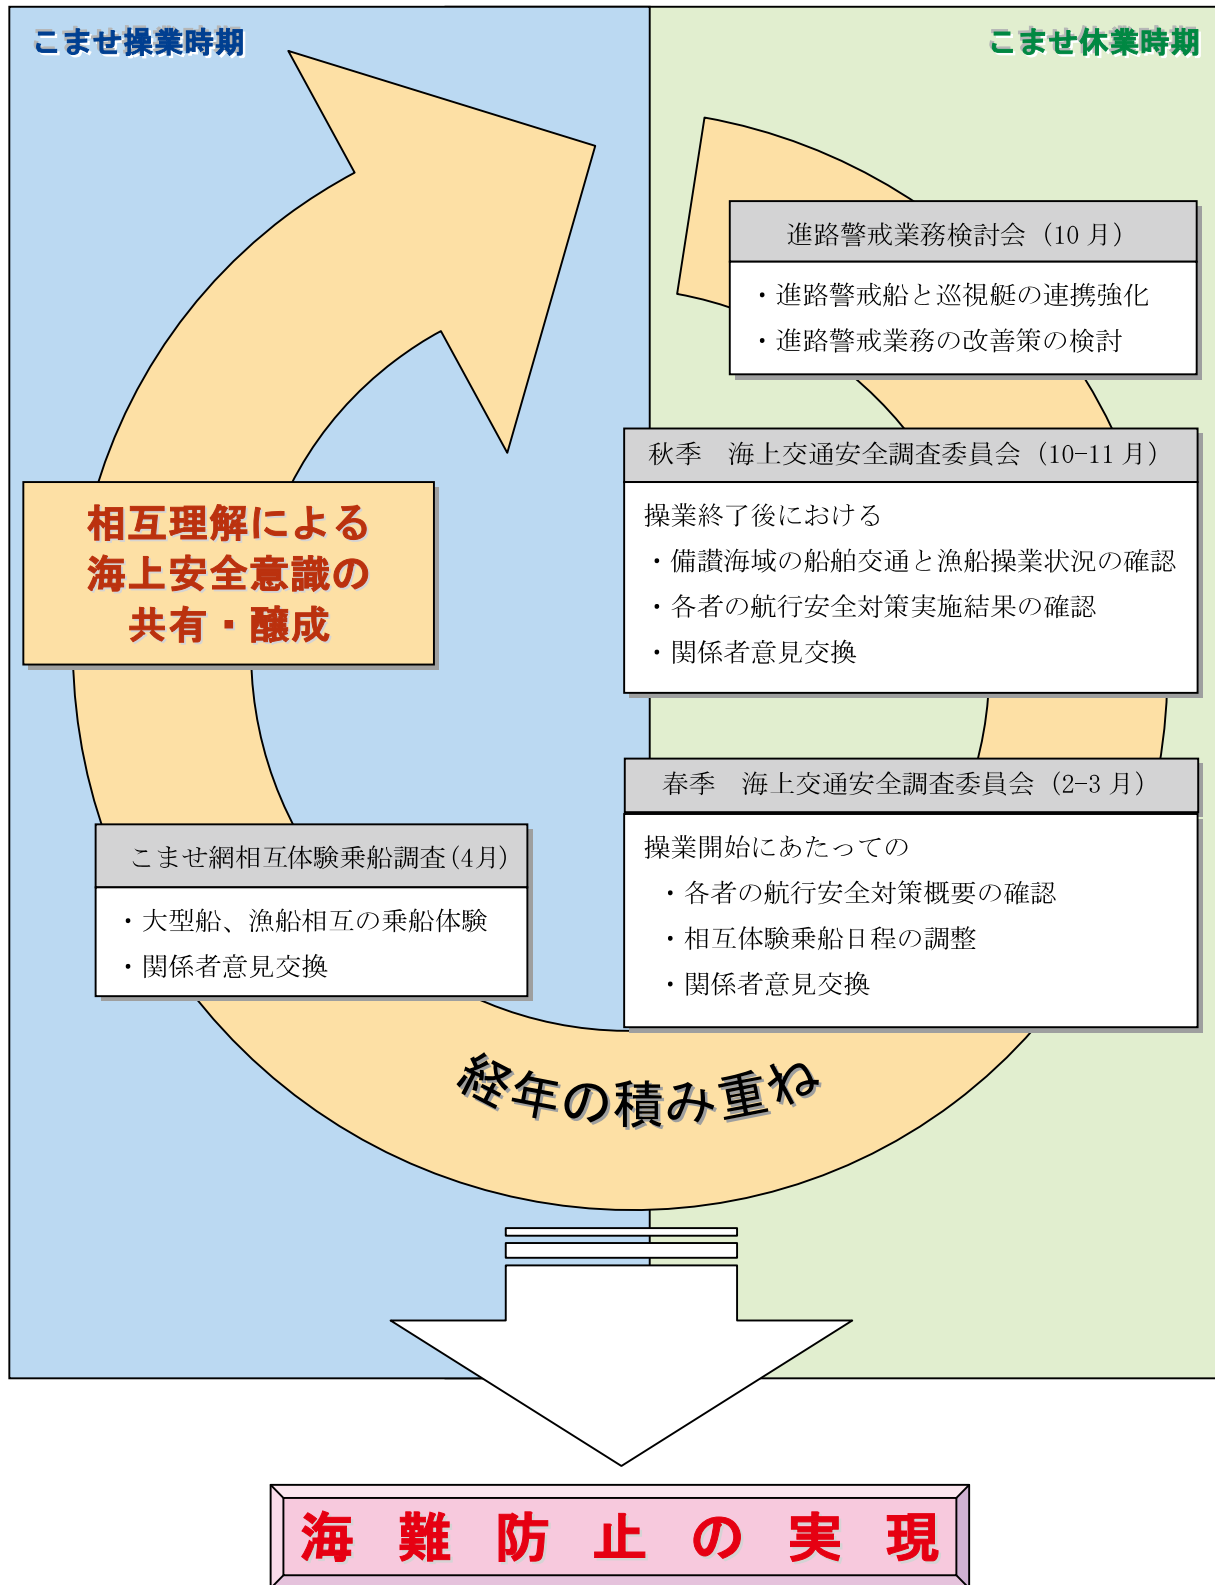 こませ操業時期
こませ休業時期
進路警戒業務検討会（10 月）
・進路警戒船と巡視艇の連携強化
・進路警戒業務の改善策の検討
秋季　海上交通安全調査委員会（10-11 月）
操業終了後における
・備讃海域の船舶交通と漁船操業状況の確認
・各者の航行安全対策実施結果の確認
・関係者意見交換
春季　海上交通安全調査委員会（2-3 月）
操業開始にあたっての
・各者の航行安全対策概要の確認
・相互体験乗船日程の調整
・関係者意見交換
こませ網相互体験乗船調査(4月)
・大型船、漁船相互の乗船体験
・関係者意見交換
相互理解による
海上安全意識の
共有・醸成
経年の積み重ね
海難防止の実現